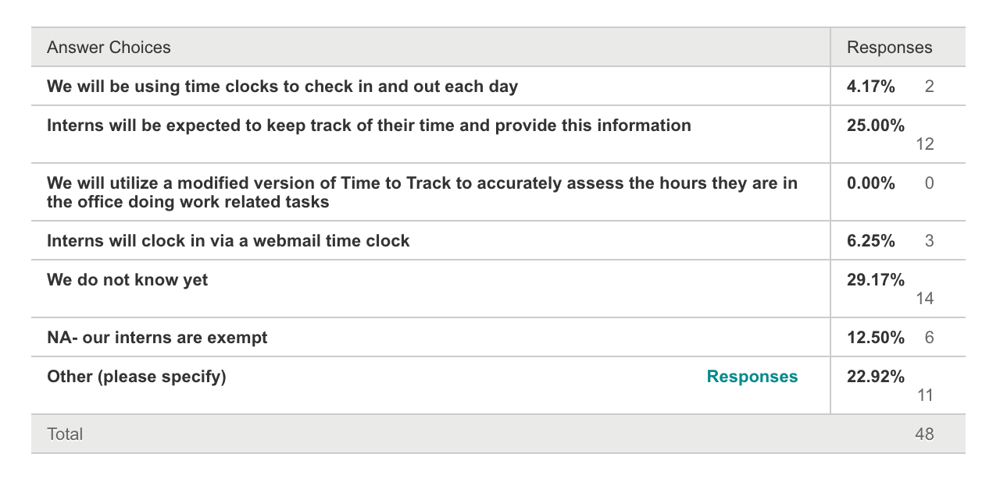 Answer Choices Responses
We will be using time clocks to check in and out each day 4.17% 2
Interns will be expected to keep track of their time and provide this information 25.00%
12
We will utilize a modified version of Time to Track to accurately assess the hours they are in 0.00% 0
the office doing work related tasks
Interns will clock in via a webmail time clock 6.25% 3
We do not know yet 29.17%
14
NA- our interns are exempt 12.50% 6
Other (please specify) Responses 22.92%
11
Total 48